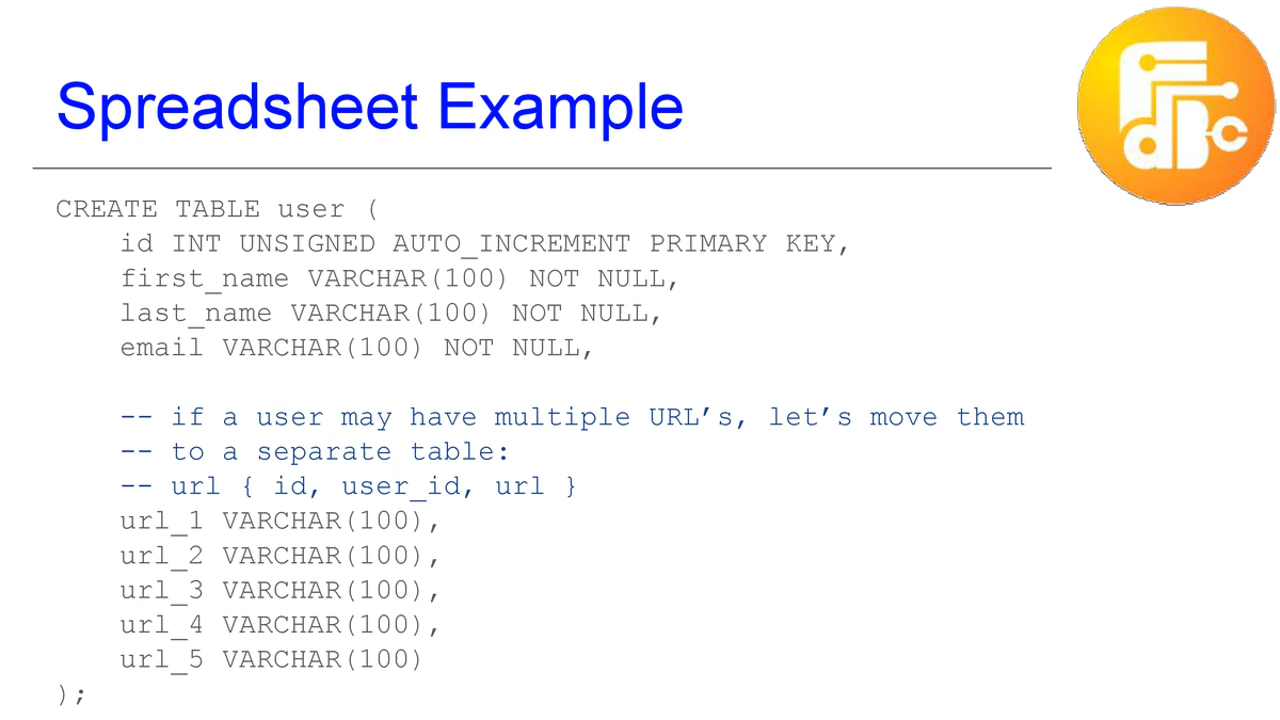 Spreadsheet Example
CREATE TABLE user (
id INT UNSIGNED AUTO_INCREMENT PRIMARY KEY,
first_name VARCHAR(100) NOT NULL,
last_name VARCHAR(100) NOT NULL,
email VARCHAR(100) NOT NULL,
-- if a user may have multiple URL’s, let’s move them
-- to a separate table:
-- url { id, user_id, url }
url_1 VARCHAR(100),
url_2 VARCHAR(100),
url_3 VARCHAR(100),
url_4 VARCHAR(100),
url_5 VARCHAR(100)
);